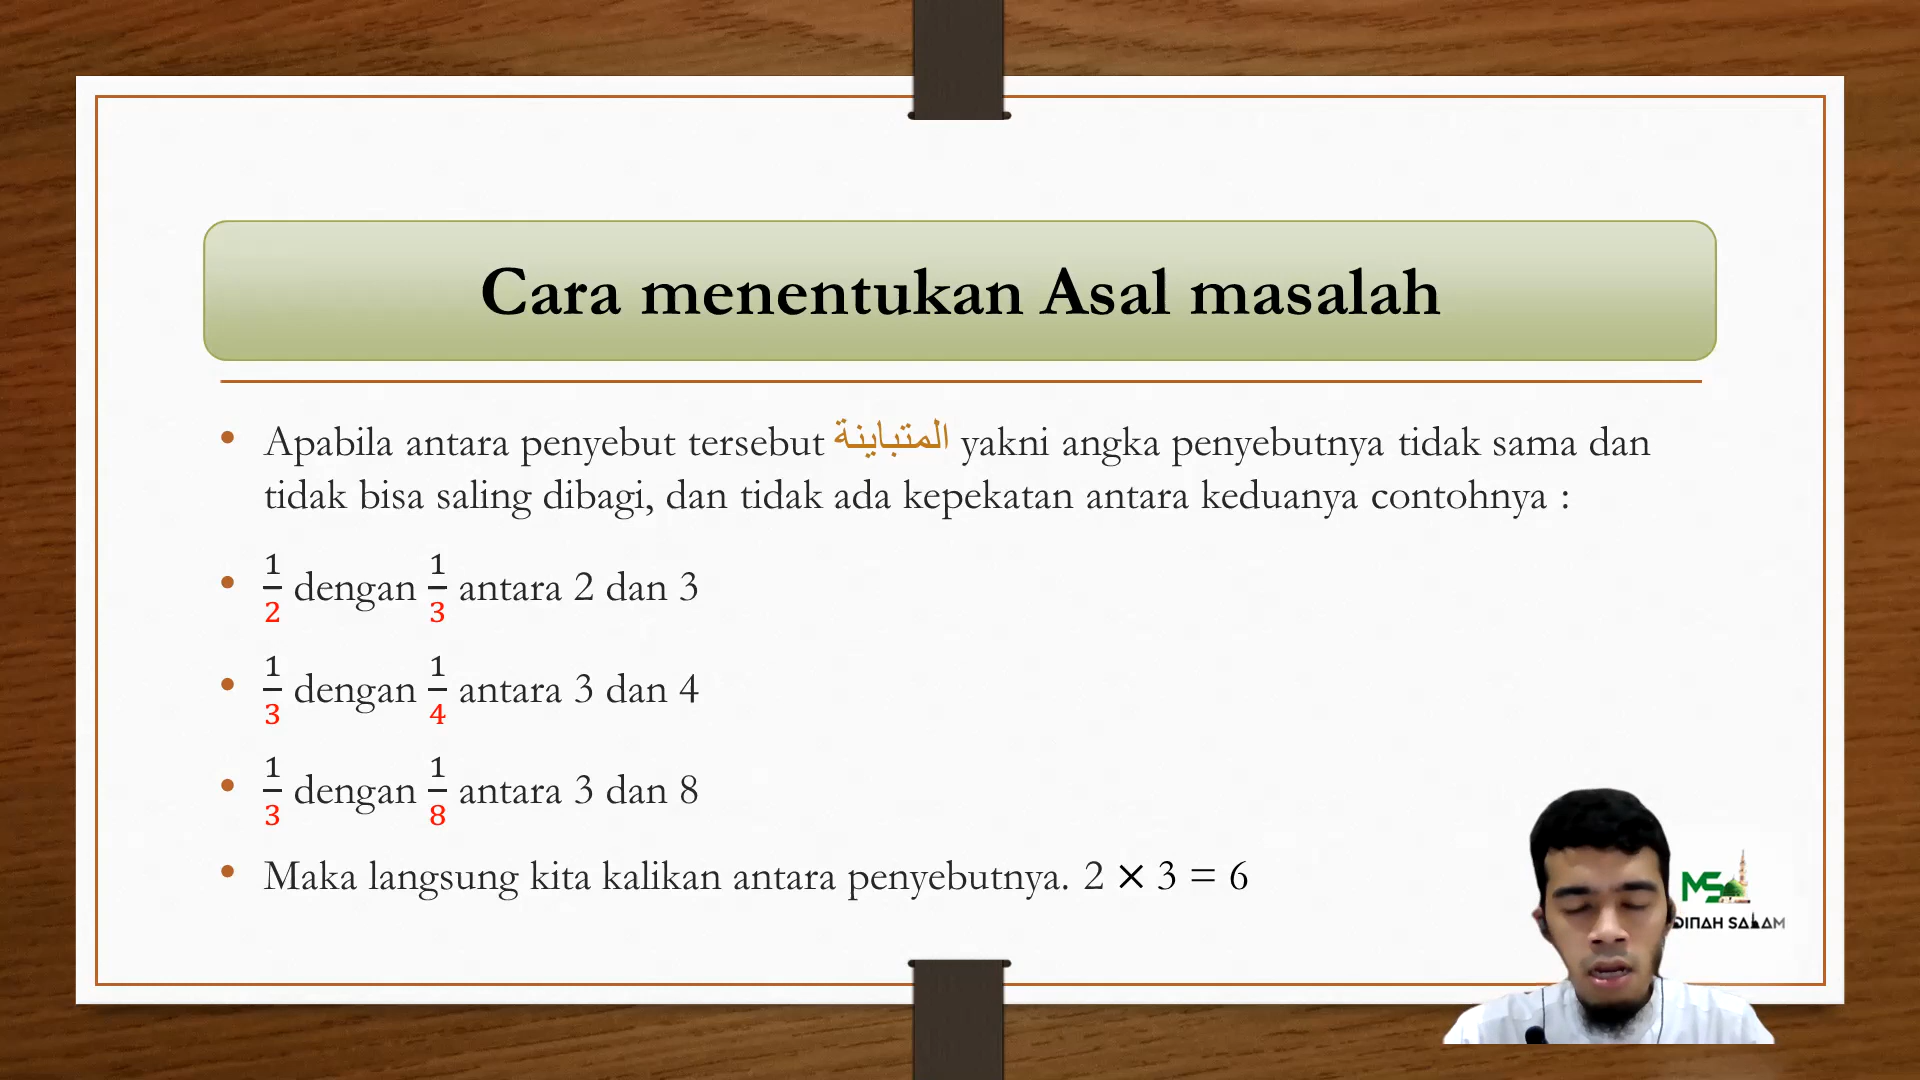 Cara menentukan Asal masalah
• Apabila antara penyebut tersebut المتباينة yakni angka penyebutnya tidak sama dan
tidak bisa saling dibagi, dan tidak ada kepekatan antara keduanya contohnya :
• 1/2 dengan 1/3 antara 2 dan 3
• 1/3 dengan 1/4 antara 3 dan 4
• 1/3 dengan 1/8 antara 3 dan 8
• Maka langsung kita kalikan antara penyebutnya. 2 × 3 = 6
MS
DINAH SALAM